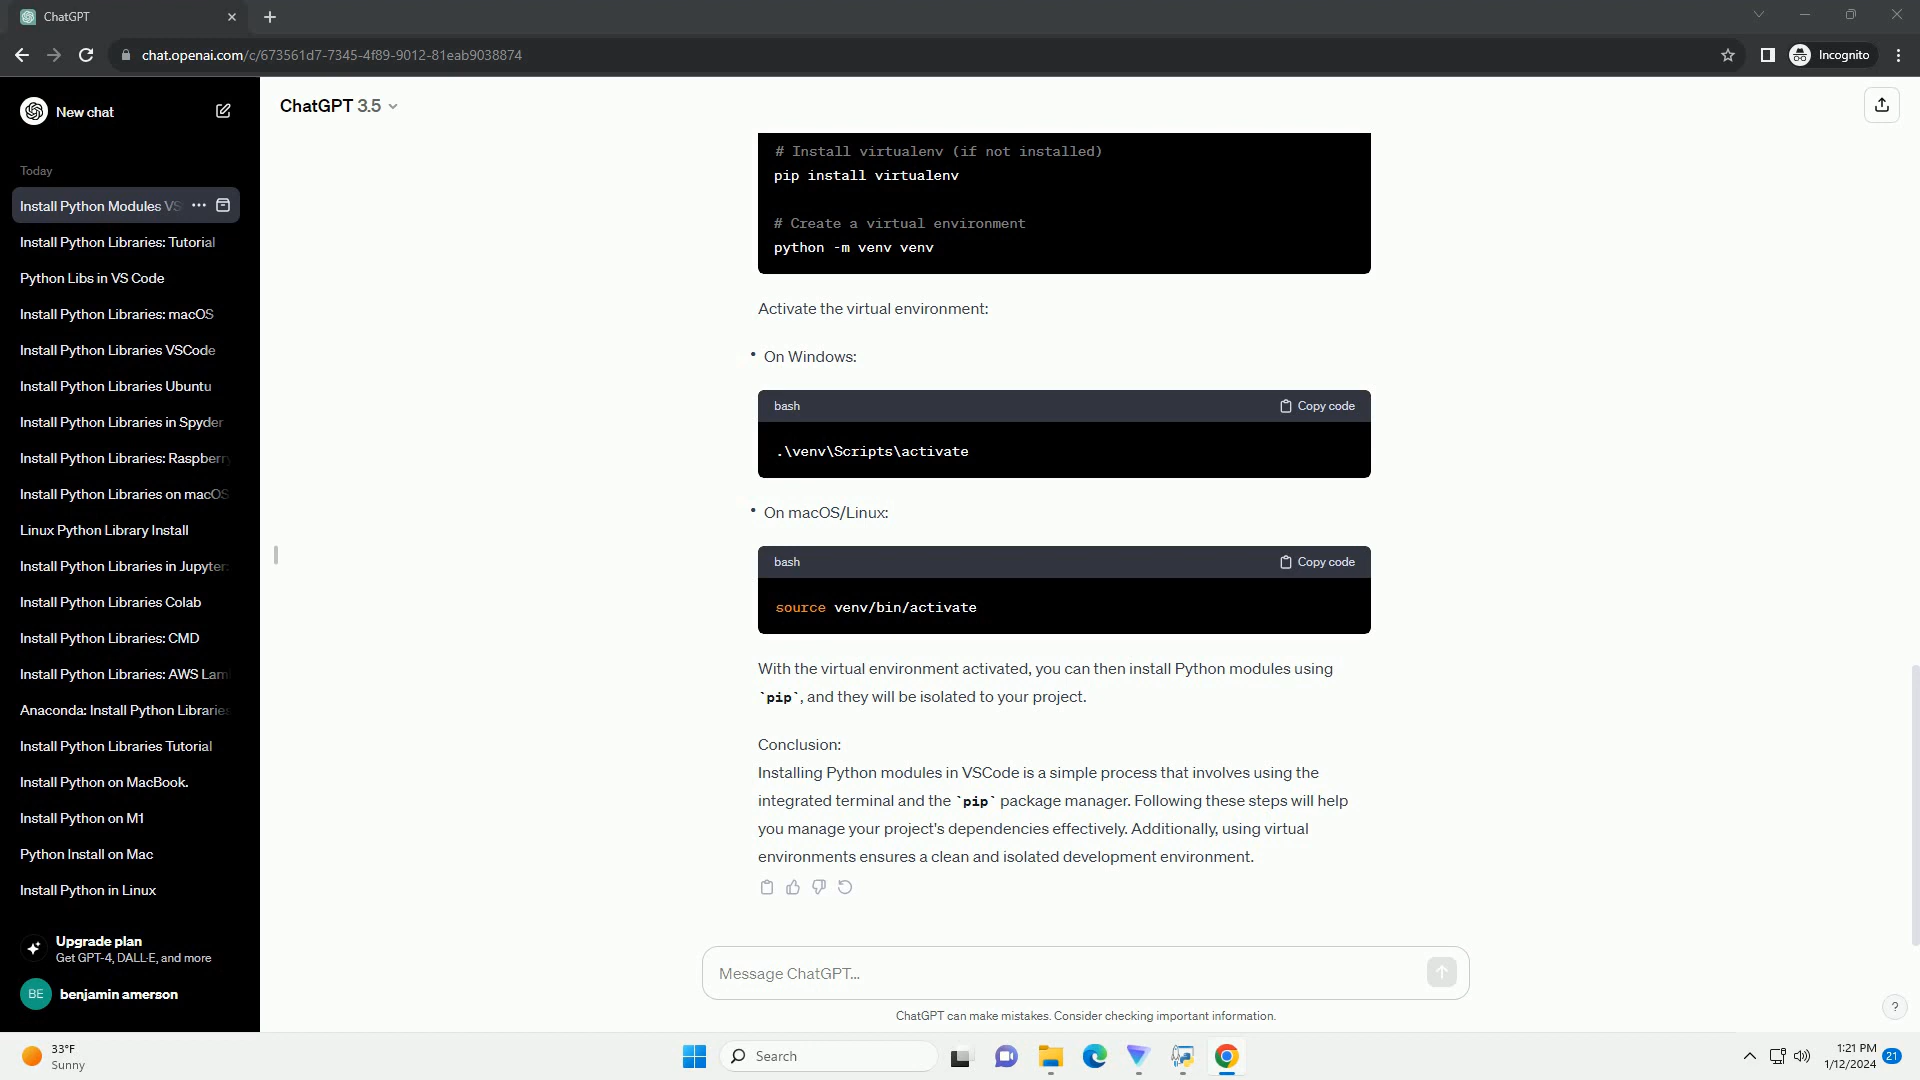 ChatGPT
chat.openai.com/c/673561d7-7345-4f89-9012-81eab9038874
Incognito
New chat
Today
Install Python Modules VS
Install Python Libraries: Tutorial
Python Libs in VS Code
Install Python Libraries: macOS
Install Python Libraries VSCode
Install Python Libraries Ubuntu
Install Python Libraries in Spyder
Install Python Libraries: Raspberry
Install Python Libraries on macOS
Linux Python Library Install
Install Python Libraries in Jupyter:
Install Python Libraries Colab
Install Python Libraries: CMD
Install Python Libraries: AWS Lam
Anaconda: Install Python Libraries
Install Python Libraries Tutorial
Install Python on MacBook.
Install Python on M1
Python Install on Mac
Install Python in Linux
Upgrade plan
Get GPT-4, DALL·E, and more
BE benjamin amerson
ChatGPT 3.5
# Install virtualenv (if not installed)
pip install virtualenv
# Create a virtual environment
python -m venv venv
Activate the virtual environment:
• On Windows:
bash Copy code
.\venv\Scripts\activate
• On macOS/Linux:
bash Copy code
source venv/bin/activate
With the virtual environment activated, you can then install Python modules using
`pip`, and they will be isolated to your project.
Conclusion:
Installing Python modules in VSCode is a simple process that involves using the
integrated terminal and the `pip` package manager. Following these steps will help
you manage your project's dependencies effectively. Additionally, using virtual
environments ensures a clean and isolated development environment.
Message ChatGPT...
ChatGPT can make mistakes. Consider checking important information.
?
33°F
Sunny
Search
1:21 PM
1/12/2024
21